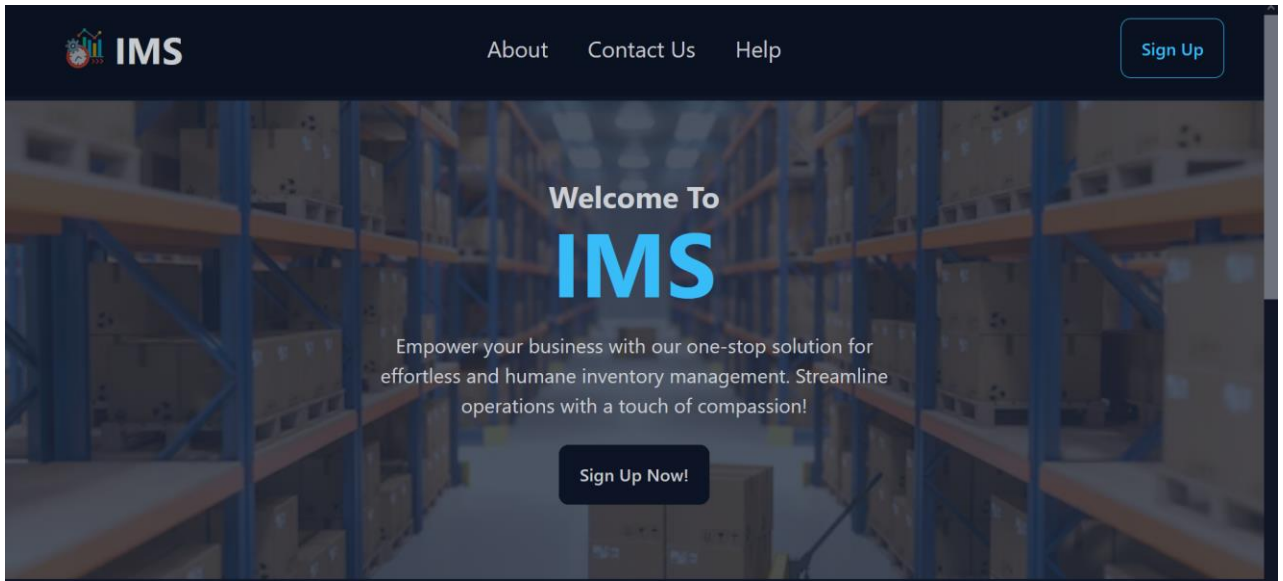 IMS
About
Contact Us
Help
Sign Up
Welcome To
IMS
Empower your business with our one-stop solution for
effortless and humane inventory management. Streamline
operations with a touch of compassion!
Sign Up Now!